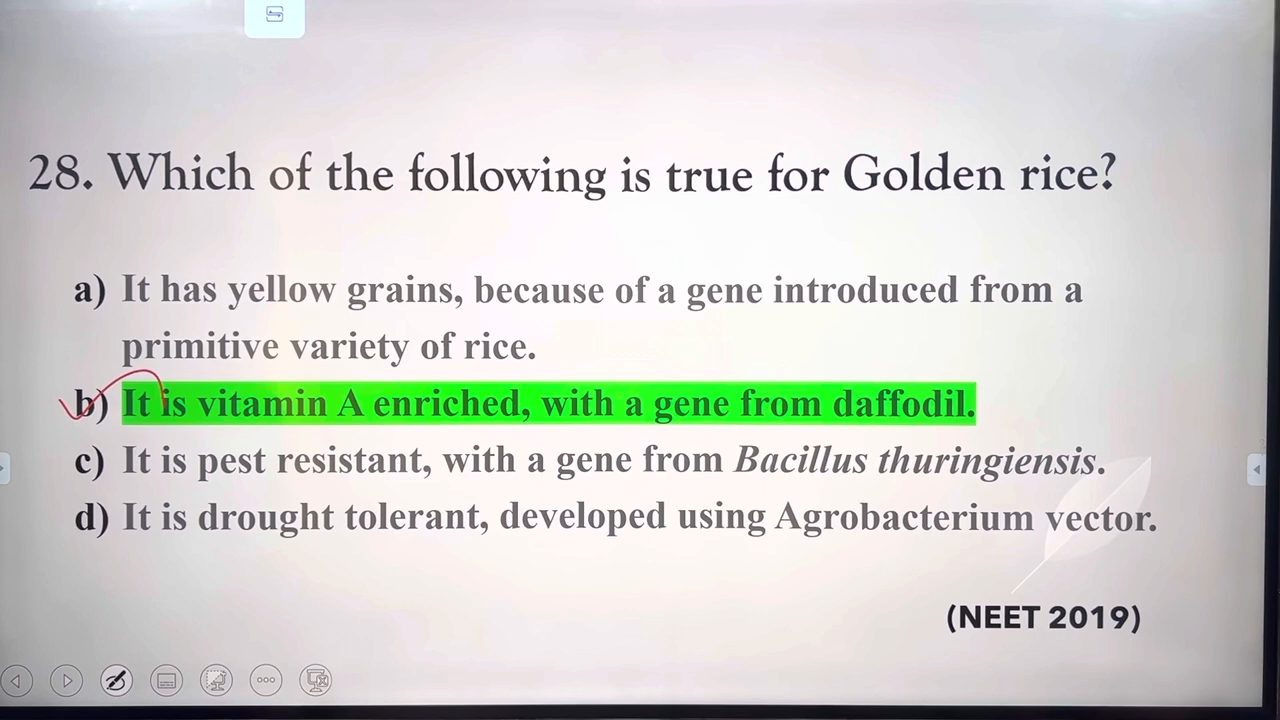 28. Which of the following is true for Golden rice?
a) It has yellow grains, because of a gene introduced from a
primitive variety of rice.
b) It is vitamin A enriched, with a gene from daffodil.
c) It is pest resistant, with a gene from Bacillus thuringiensis.
d) It is drought tolerant, developed using Agrobacterium vector.
(NEET 2019)